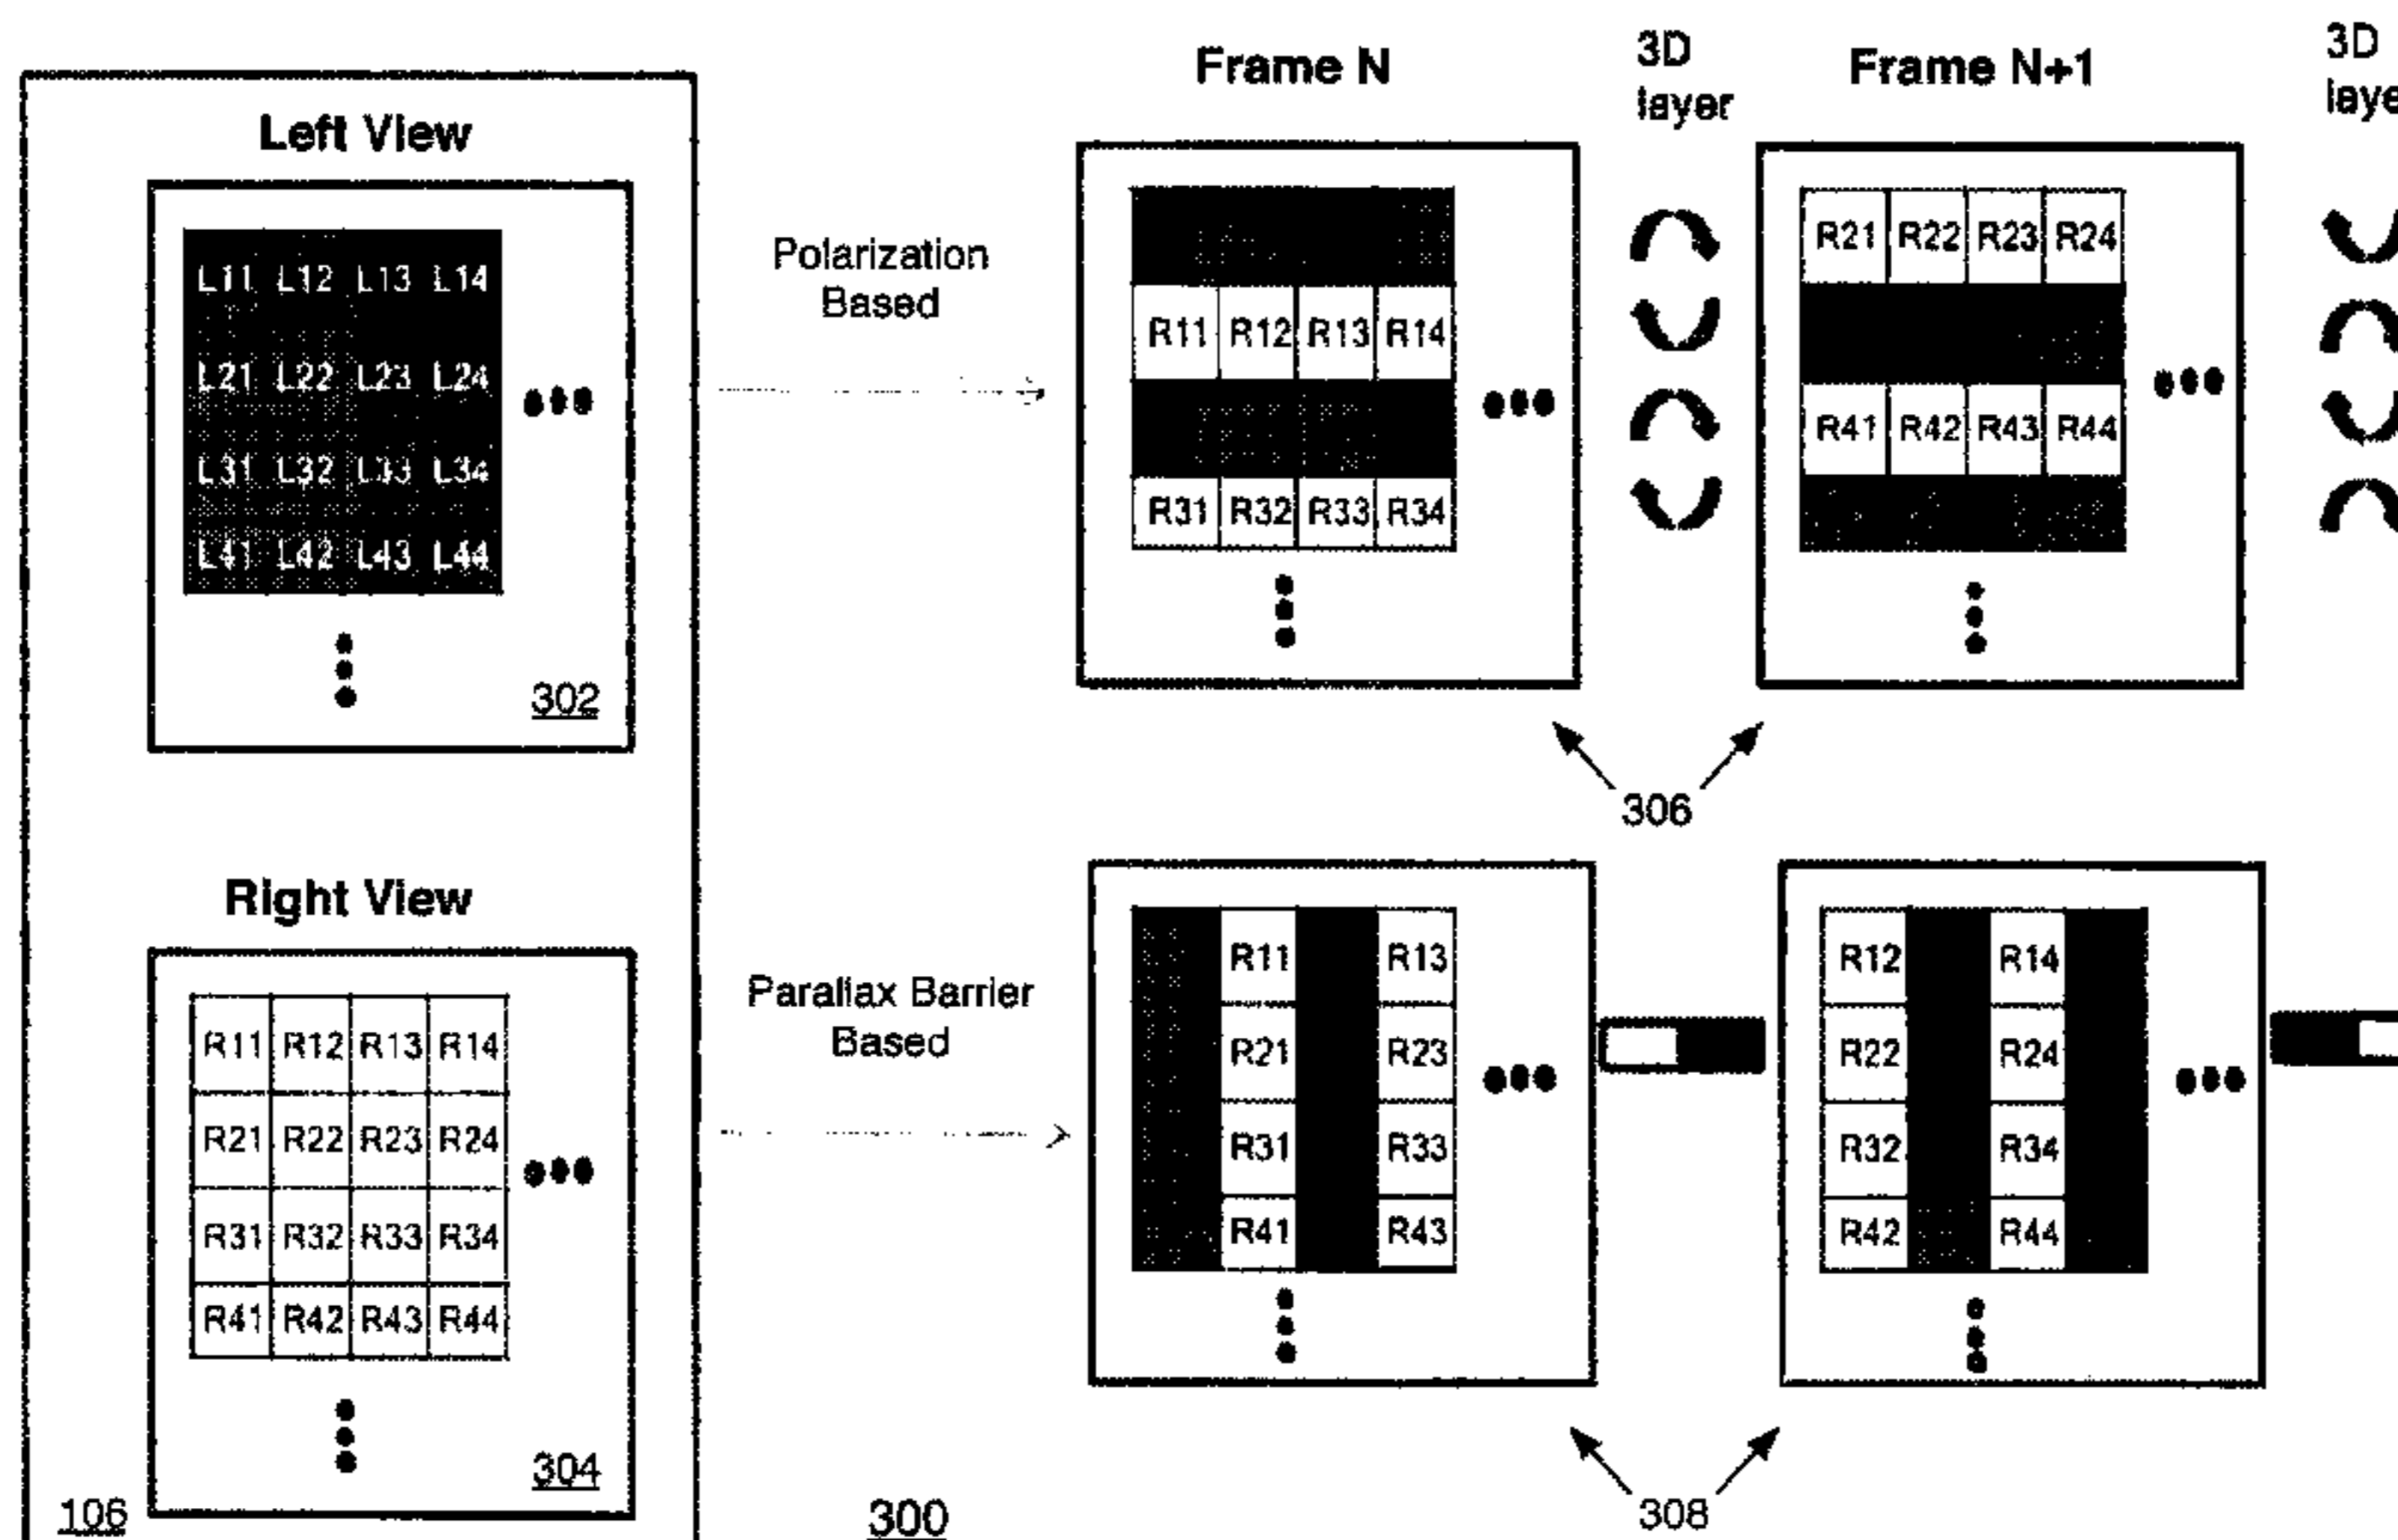 Left View
L11 L12 L13 L14
L21 L22 L23 L24
L31 L32 L33 L34
L41 L42 L43 L44
302
Right View
R11 R12 R13 R14
R21 R22 R23 R24
R31 R32 R33 R34
R41 R42 R43 R44
304
106
300
Polarization
Based
Frame N
R11 R12 R13 R14
R31 R32 R33 R34
3D
layer
Frame N+1
R21 R22 R23 R24
R41 R42 R43 R44
3D
306
Parallax Barrier
Based
R11 R13
R21 R23
R31 R33
R41 R43
R12 R14
R22 R24
R32 R34
R42 R44
308